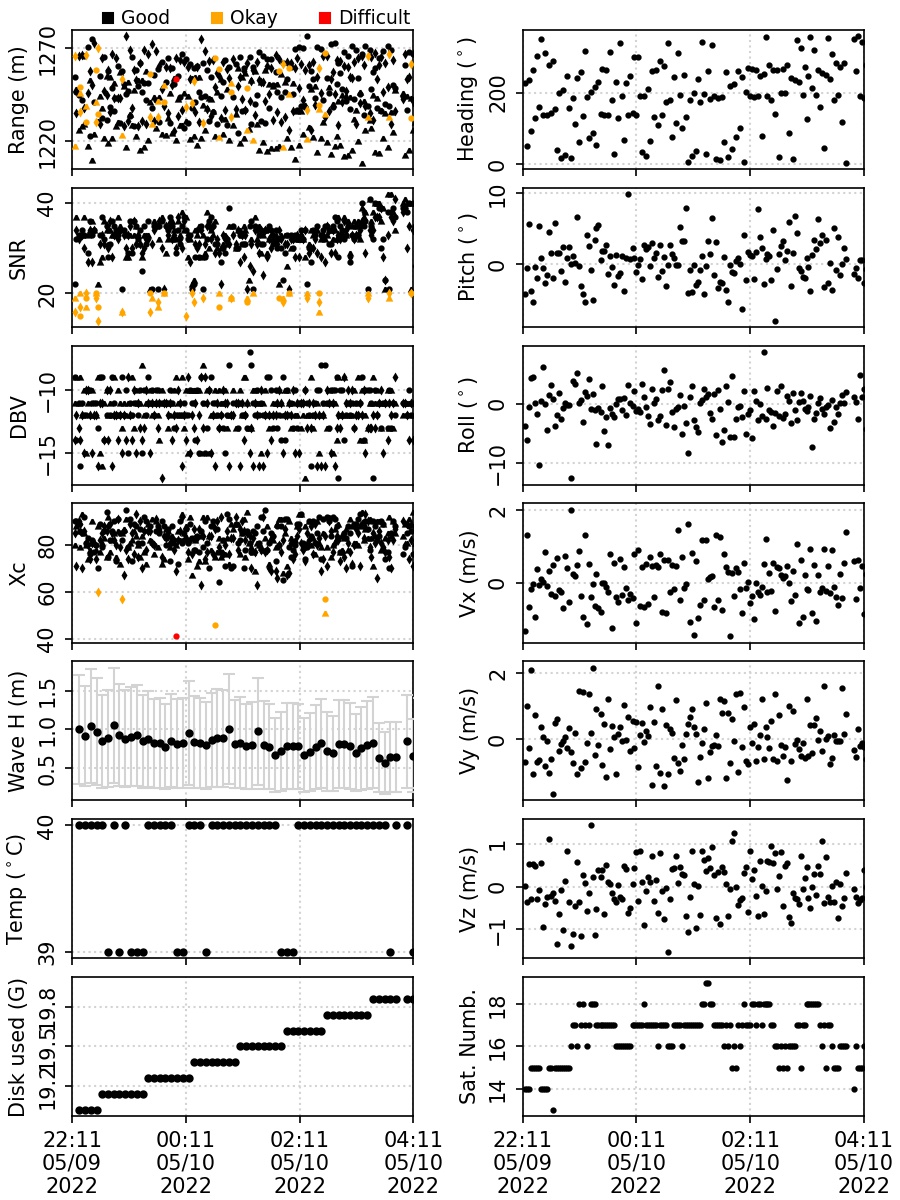 Good Okay Difficult
Range (m)
1270
1220
Heading (°)
200
0
SNR
40
20
Pitch (°)
10
0
DBV
−10
−15
Roll (°)
0
−10
Xc
80
60
40
Vx (m/s)
2
0
Wave H (m)
1.5
1.0
0.5
Vy (m/s)
2
0
Temp (°C)
40
39
Vz (m/s)
1
0
−1
Disk used (G)
19.8
19.5
19.2
Sat. Numb.
18
16
14
22:11 00:11 02:11 04:11 22:11 00:11 02:11 04:11
05/09 05/10 05/10 05/10 05/09 05/10 05/10 05/10
2022 2022 2022 2022 2022 2022 2022 2022